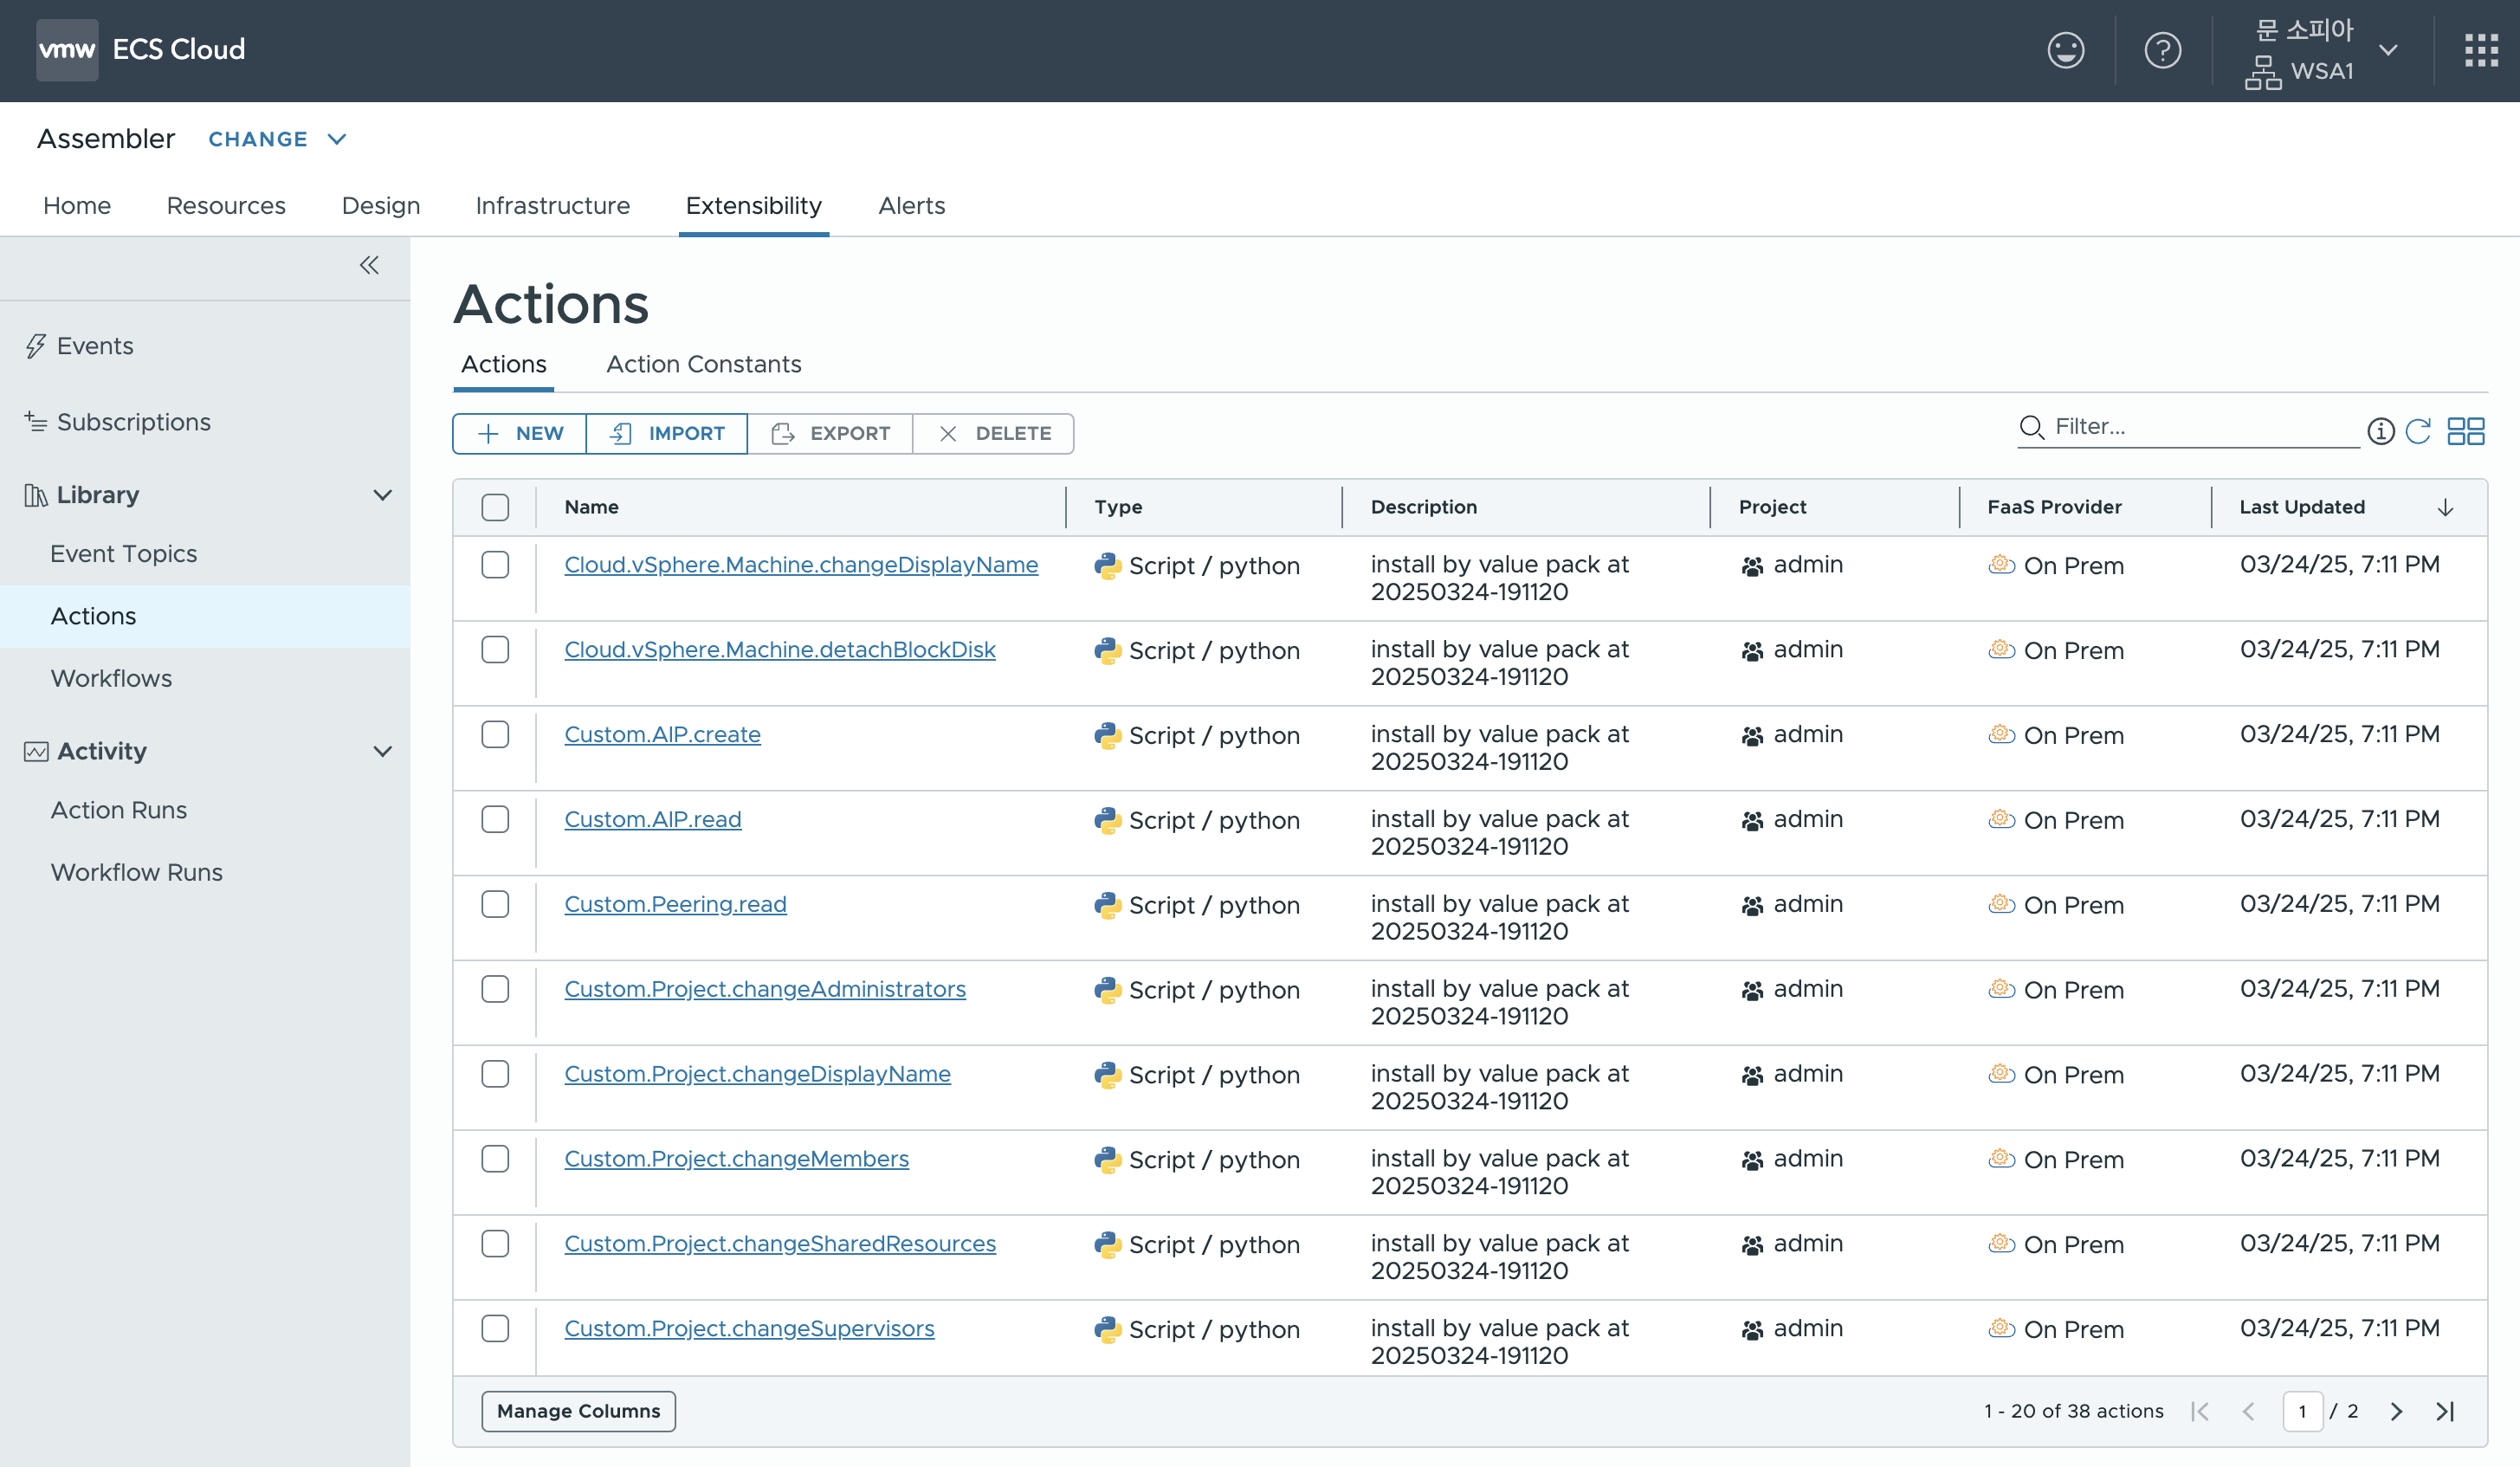 vmw ECS Cloud
문 소피아
WSA1
Assembler CHANGE
Home Resources Design Infrastructure Extensibility Alerts
Events
Subscriptions
Library
Event Topics
Actions
Workflows
Activity
Action Runs
Workflow Runs
Actions
Actions Action Constants
NEW IMPORT EXPORT DELETE
Filter...
Name Type Description Project FaaS Provider Last Updated
Cloud.vSphere.Machine.changeDisplayName Script / python install by value pack at admin On Prem 03/24/25, 7:11 PM
20250324-191120
Cloud.vSphere.Machine.detachBlockDisk Script / python install by value pack at admin On Prem 03/24/25, 7:11 PM
20250324-191120
Custom.AIP.create Script / python install by value pack at admin On Prem 03/24/25, 7:11 PM
20250324-191120
Custom.AIP.read Script / python install by value pack at admin On Prem 03/24/25, 7:11 PM
20250324-191120
Custom.Peering.read Script / python install by value pack at admin On Prem 03/24/25, 7:11 PM
20250324-191120
Custom.Project.changeAdministrators Script / python install by value pack at admin On Prem 03/24/25, 7:11 PM
20250324-191120
Custom.Project.changeDisplayName Script / python install by value pack at admin On Prem 03/24/25, 7:11 PM
20250324-191120
Custom.Project.changeMembers Script / python install by value pack at admin On Prem 03/24/25, 7:11 PM
20250324-191120
Custom.Project.changeSharedResources Script / python install by value pack at admin On Prem 03/24/25, 7:11 PM
20250324-191120
Custom.Project.changeSupervisors Script / python install by value pack at admin On Prem 03/24/25, 7:11 PM
20250324-191120
Manage Columns 1 - 20 of 38 actions 1 / 2